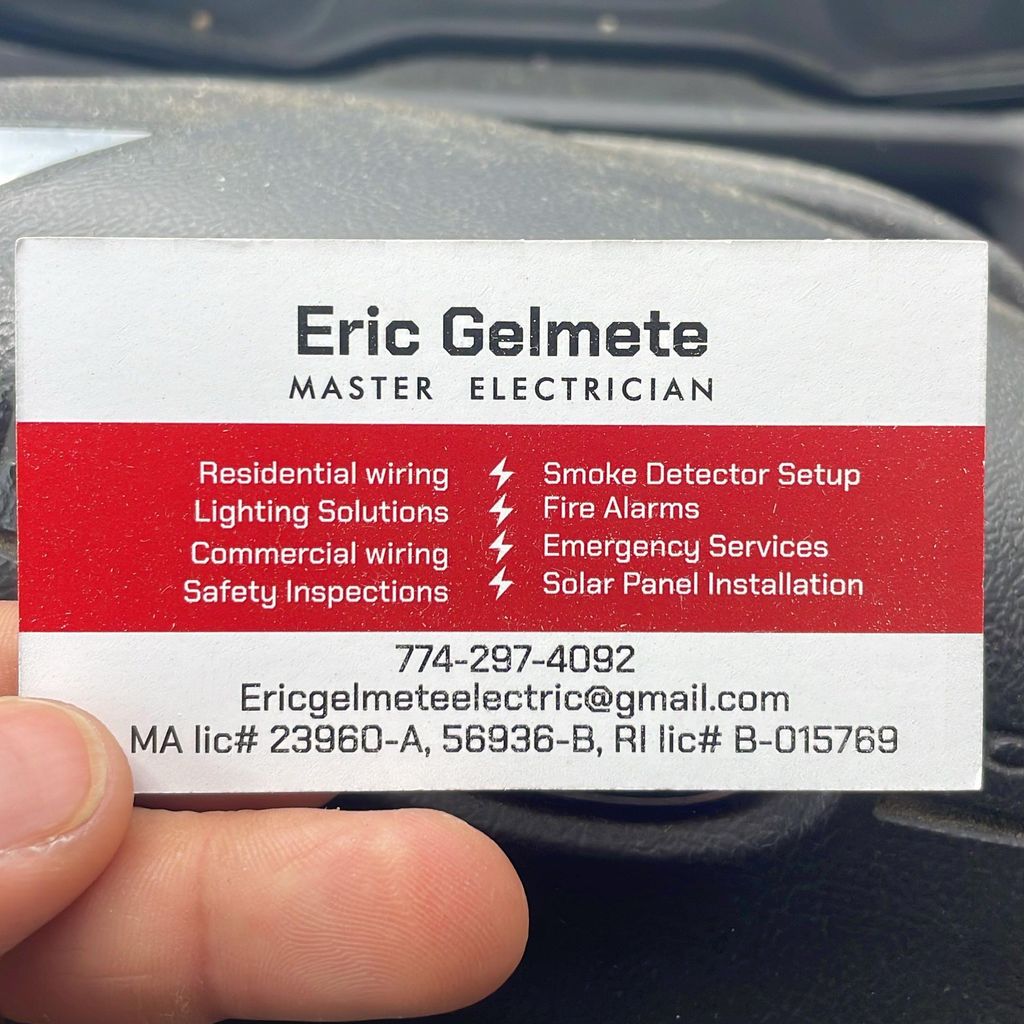 Eric Gelmete
MASTER ELECTRICIAN
Residential wiring
Lighting Solutions
Commercial wiring
Safety Inspections
Smoke Detector Setup
Fire Alarms
Emergency Services
Solar Panel Installation
774-297-4092
Ericgelmeteelectric@gmail.com
MA lic# 23960-A, 56936-B, RI lic# B-015769